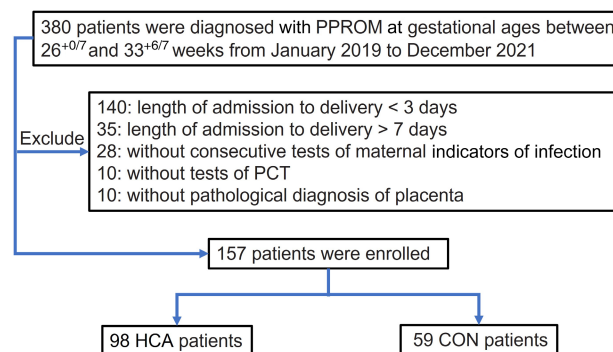 380 patients were diagnosed with PPROM at gestational ages between
26+0/7 and 33+6/7 weeks from January 2019 to December 2021
Exclude
140: length of admission to delivery < 3 days
35: length of admission to delivery > 7 days
28: without consecutive tests of maternal indicators of infection
10: without tests of PCT
10: without pathological diagnosis of placenta
157 patients were enrolled
98 HCA patients
59 CON patients